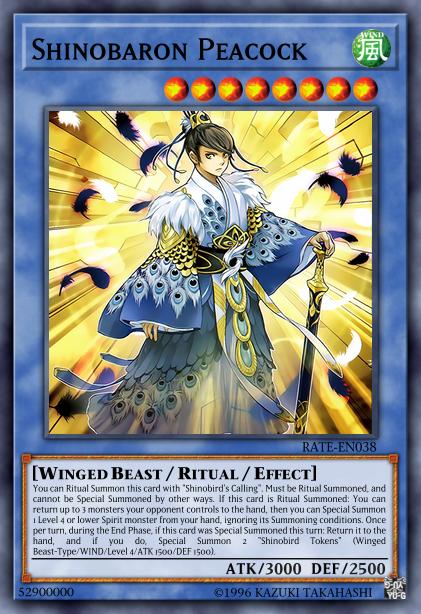 Shinobaron Peacock
WIND
風
RATE-EN038
[Winged Beast / Ritual / Effect]
You can Ritual Summon this card with "Shinobird's Calling". Must be Ritual Summoned, and
cannot be Special Summoned by other ways. If this card is Ritual Summoned: You can
return up to 3 monsters your opponent controls to the hand, then you can Special Summon
1 Level 4 or lower Spirit monster from your hand, ignoring its Summoning conditions. Once
per turn, during the End Phase, if this card was Special Summoned this turn: Return it to the
hand, and if you do, Special Summon 2 "Shinobird Tokens" (Winged
Beast-Type/WIND/Level 4/ATK 1500/DEF 1500).
ATK/3000 DEF/2500
52900000
©1996 KAZUKI TAKAHASHI